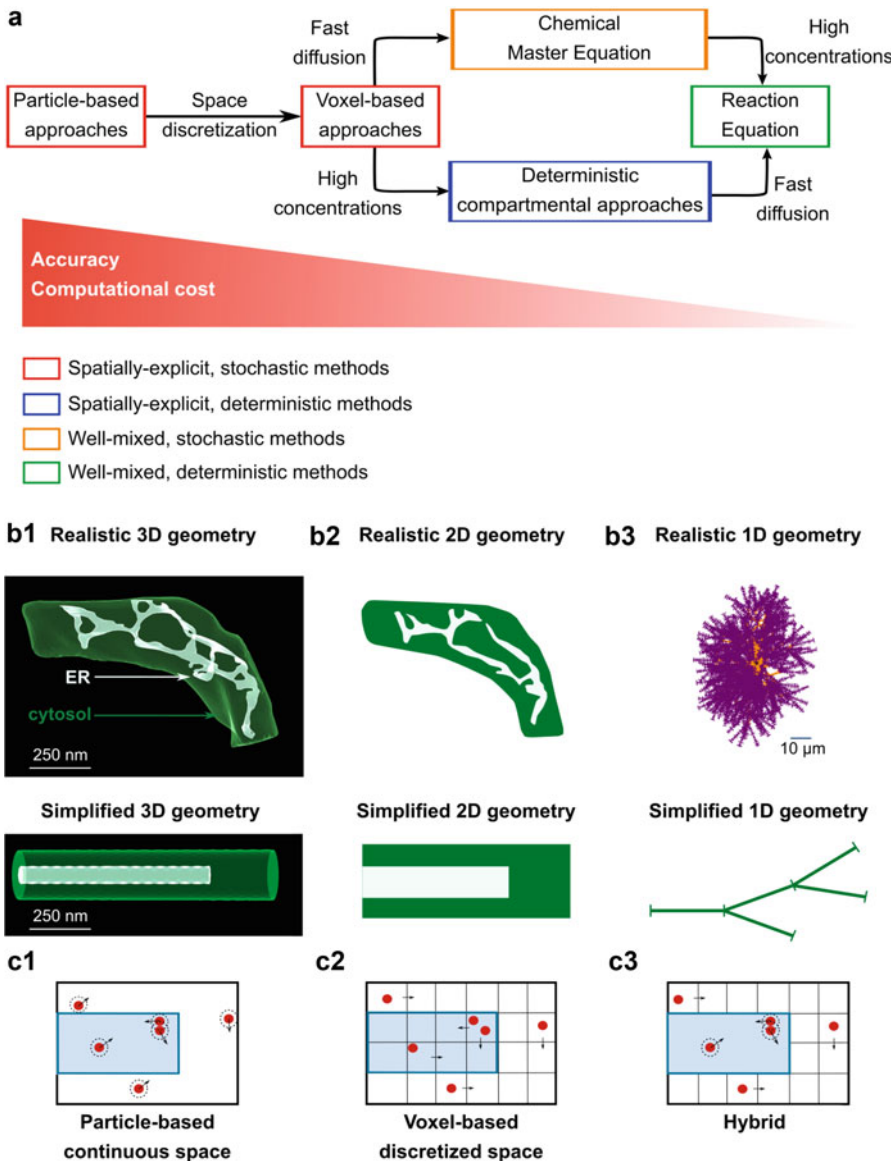 a
Fast
diffusion
Chemical
Master Equation
High
concentrations
Particle-based
approaches
Space
discretization
Voxel-based
approaches
Reaction
Equation
High
concentrations
Deterministic
compartmental approaches
Fast
diffusion
Accuracy
Computational cost
Spatially-explicit, stochastic methods
Spatially-explicit, deterministic methods
Well-mixed, stochastic methods
Well-mixed, deterministic methods
b1 Realistic 3D geometry
ER
cytosol
250 nm
b2 Realistic 2D geometry
b3 Realistic 1D geometry
10 µm
Simplified 3D geometry
250 nm
Simplified 2D geometry
Simplified 1D geometry
c1
Particle-based
continuous space
c2
Voxel-based
discretized space
c3
Hybrid